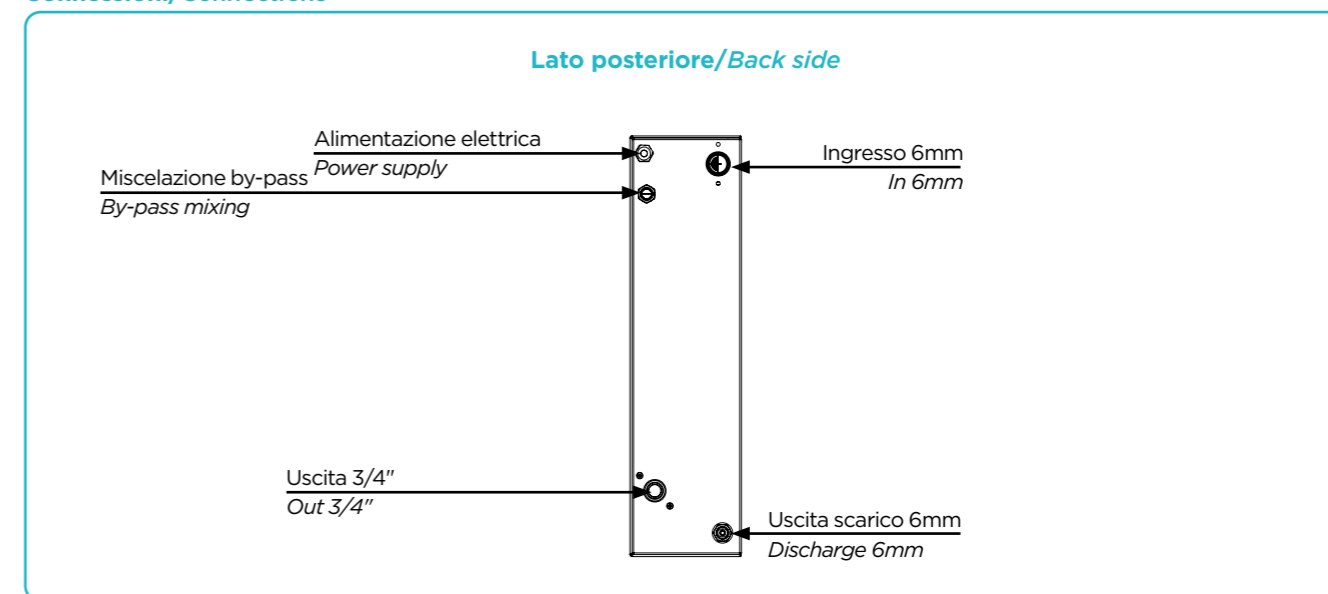 Lato posteriore/Back side
Alimentazione elettrica
Power supply
Ingresso 6mm
In 6mm
Miscelazione by-pass
By-pass mixing
Uscita 3/4"
Out 3/4"
Uscita scarico 6mm
Discharge 6mm